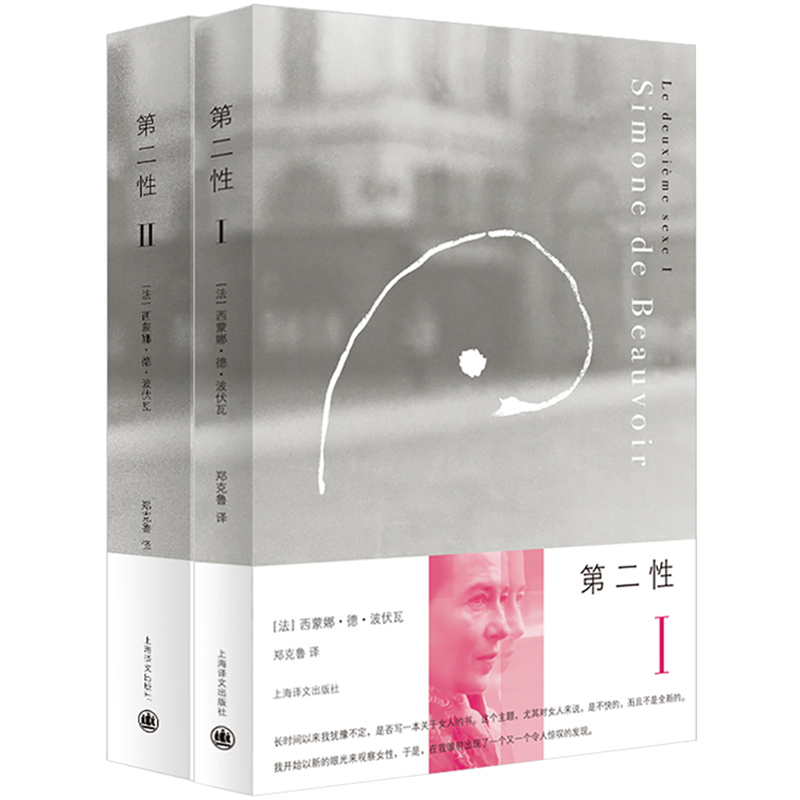 第二性 II
[法] 西蒙娜·德·波伏瓦
郑克鲁 译
上海译文出版社
第二性 I
[法] 西蒙娜·德·波伏瓦
郑克鲁 译
上海译文出版社
Le deuxième sexe I
Simone de Beauvoir
第二性
I
[法] 西蒙娜·德·波伏瓦
郑克鲁 译
上海译文出版社
长时间以来我犹豫不定，是否写一本关于女人的书。这个主题，尤其对女人来说，是不快的，而且不是全新的。
我开始以新的眼光来观察女性，于是，在我眼前出现了一个又一个令人惊叹的发现。